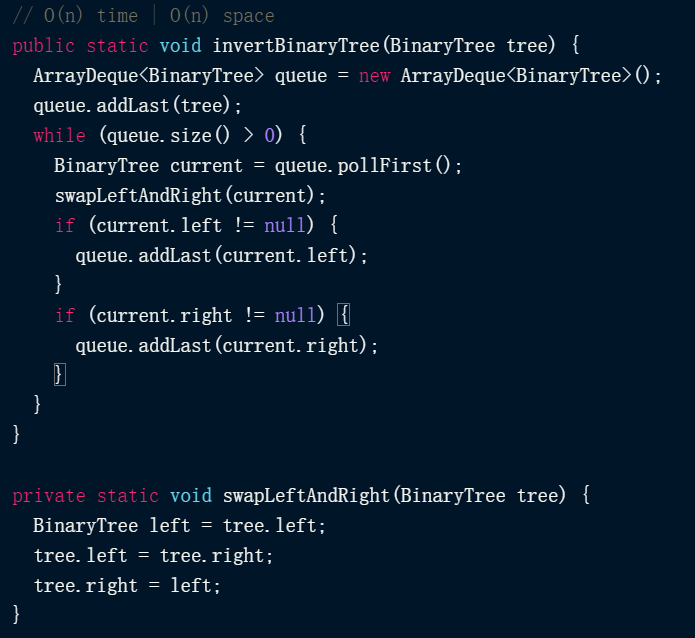 // O(n) time | O(n) space
public static void invertBinaryTree(BinaryTree tree) {
  ArrayDeque<BinaryTree> queue = new ArrayDeque<BinaryTree>();
  queue.addLast(tree);
  while (queue.size() > 0) {
    BinaryTree current = queue.pollFirst();
    swapLeftAndRight(current);
    if (current.left != null) {
      queue.addLast(current.left);
    }
    if (current.right != null) {
      queue.addLast(current.right);
    }
  }
}

private static void swapLeftAndRight(BinaryTree tree) {
  BinaryTree left = tree.left;
  tree.left = tree.right;
  tree.right = left;
}